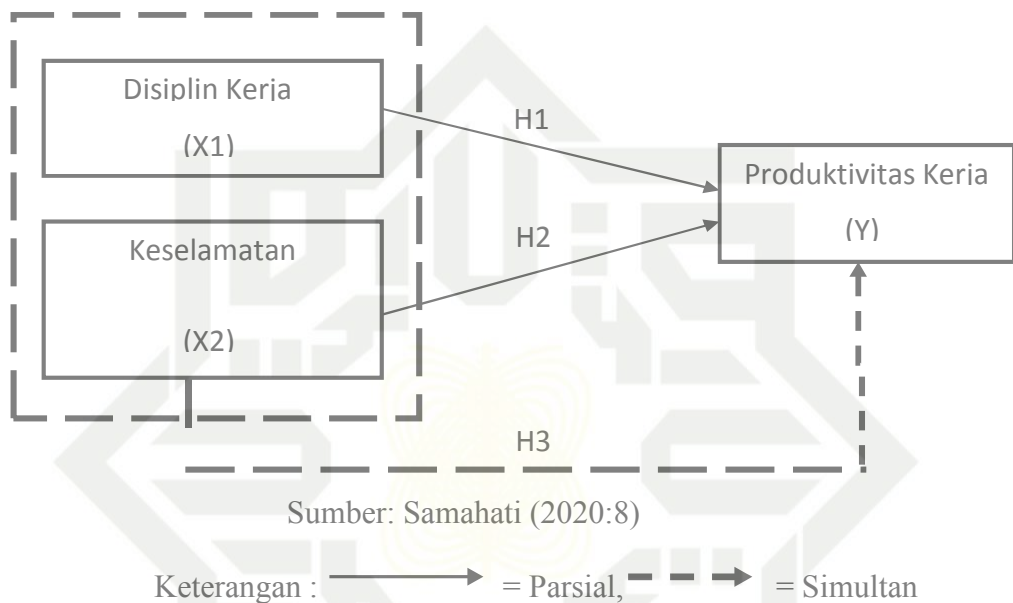 Disiplin Kerja
(X1)
H1
Produktivitas Kerja
(Y)
Keselamatan
(X2)
H2
H3
Sumber: Samahati (2020:8)
Keterangan : = Parsial, = Simultan